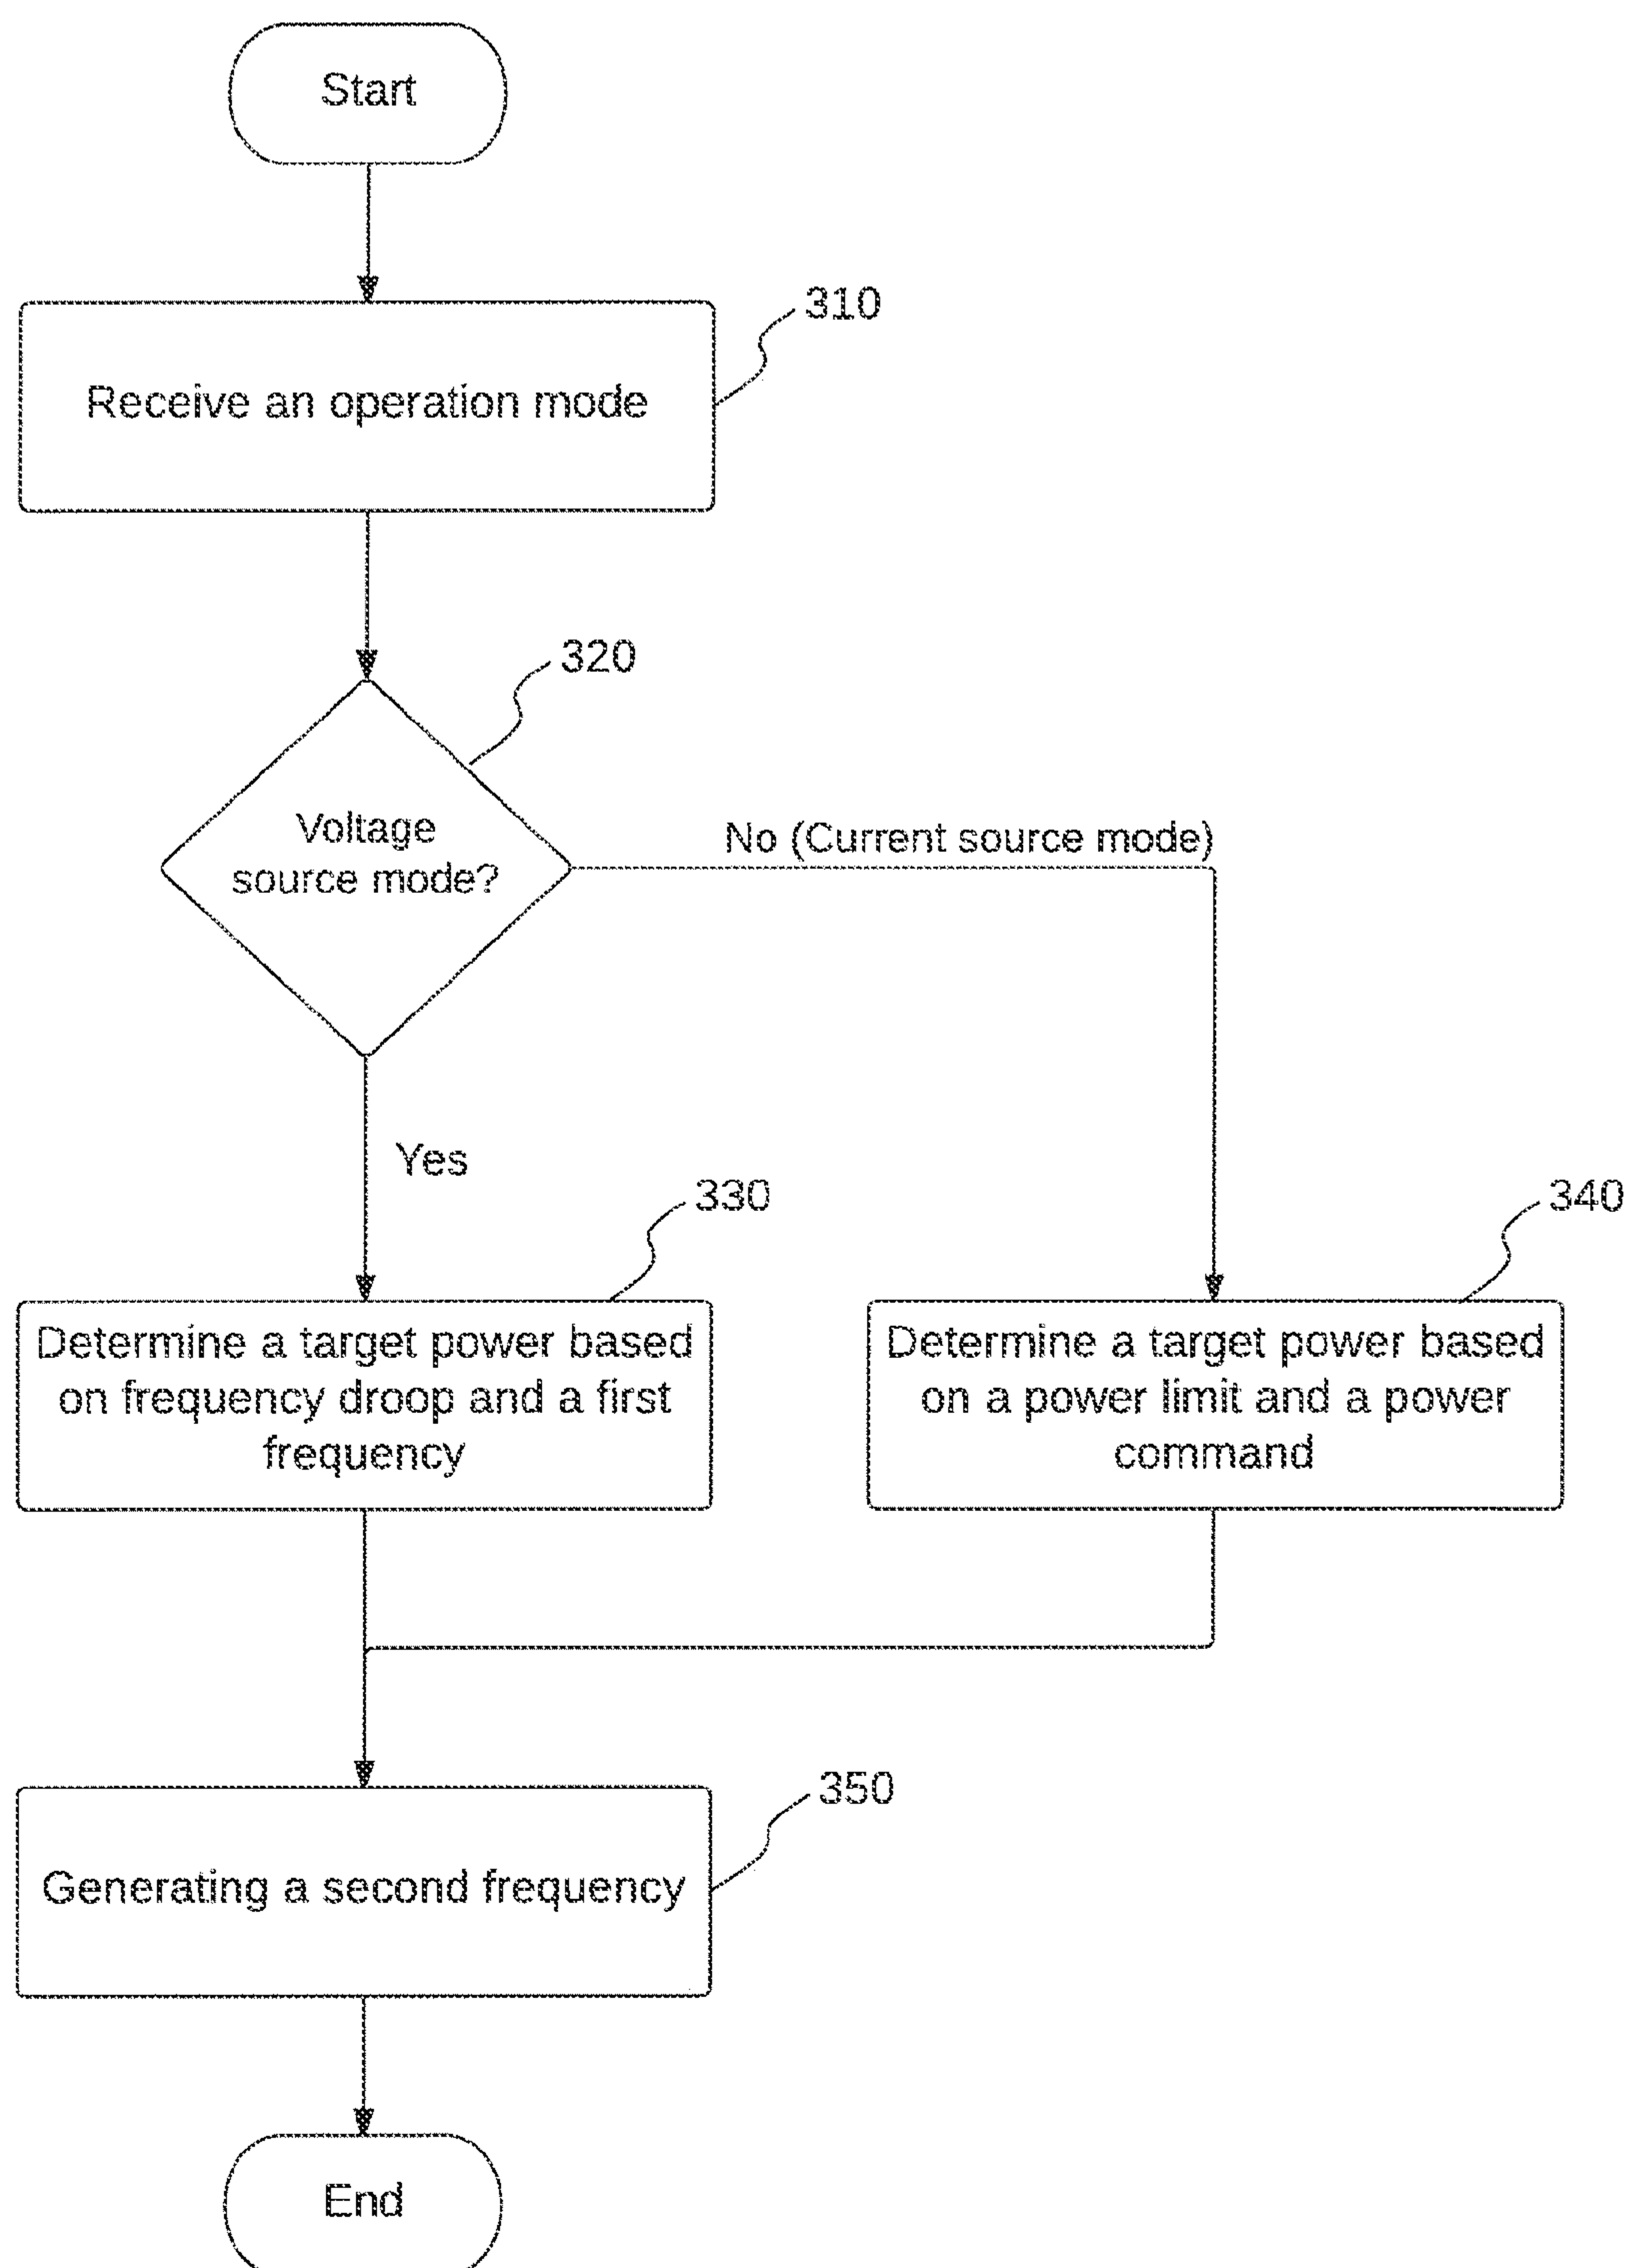 Start
310
Receive an operation mode
320
Voltage
source mode?
No (Current source mode)
Yes
330
340
Determine a target power based
on frequency droop and a first
frequency
Determine a target power based
on a power limit and a power
command
350
Generating a second frequency
End